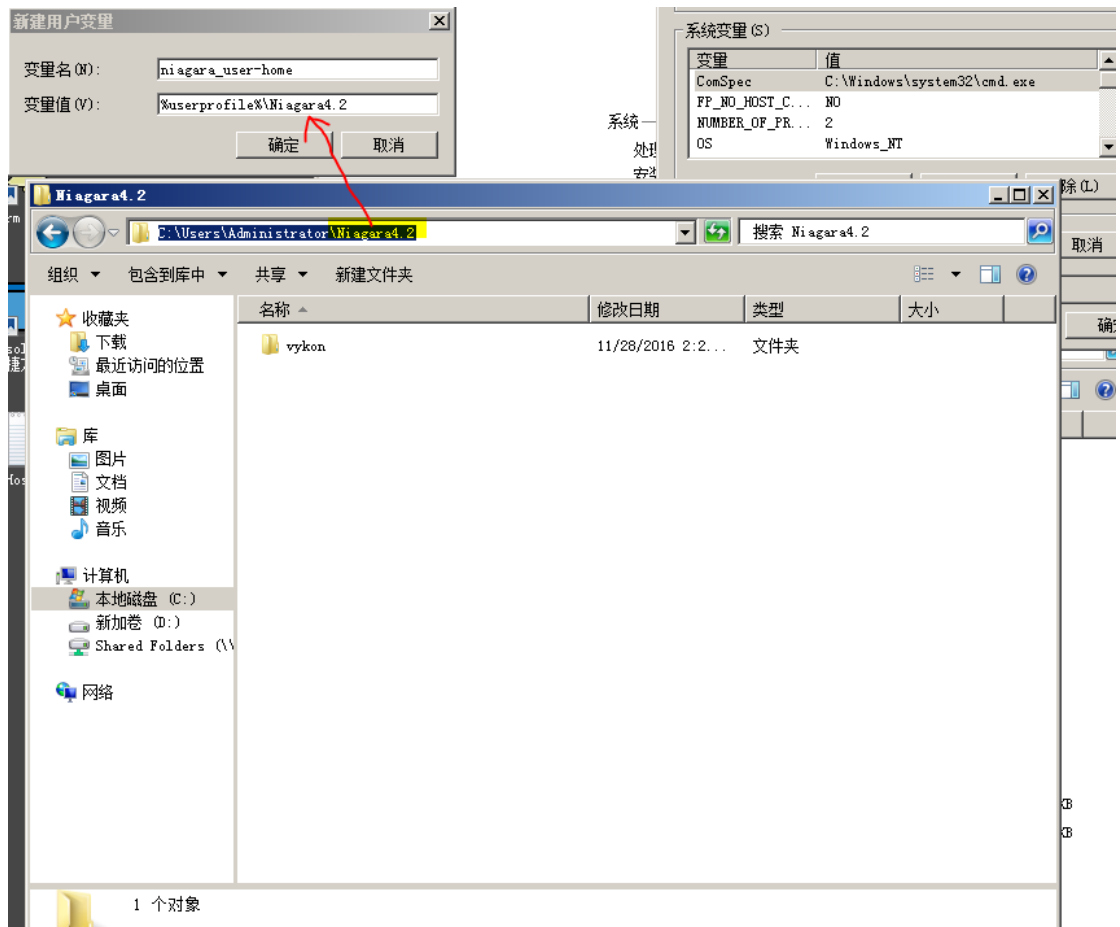 新建用户变量
变量名(N):
niagara_user-home
变量值(V):
%userprofile%\Niagara4.2
确定
取消
系统变量(S)
变量
值
ComSpec
C:\Windows\system32\cmd.exe
FP_NO_HOST_C...
NO
NUMBER_OF_PR...
2
OS
Windows_NT
系统
处理
安装
除(L)
取消
Niagara4.2
C:\Users\Administrator\Niagara4.2
搜索 Niagara4.2
组织
包含到库中
共享
新建文件夹
名称
修改日期
类型
大小
vykon
11/28/2016 2:2...
文件夹
收藏夹
下载
最近访问的位置
桌面
库
图片
文档
视频
音乐
计算机
本地磁盘 (C:)
新加卷 (D:)
Shared Folders (\\
网络
KB
KB
1 个对象